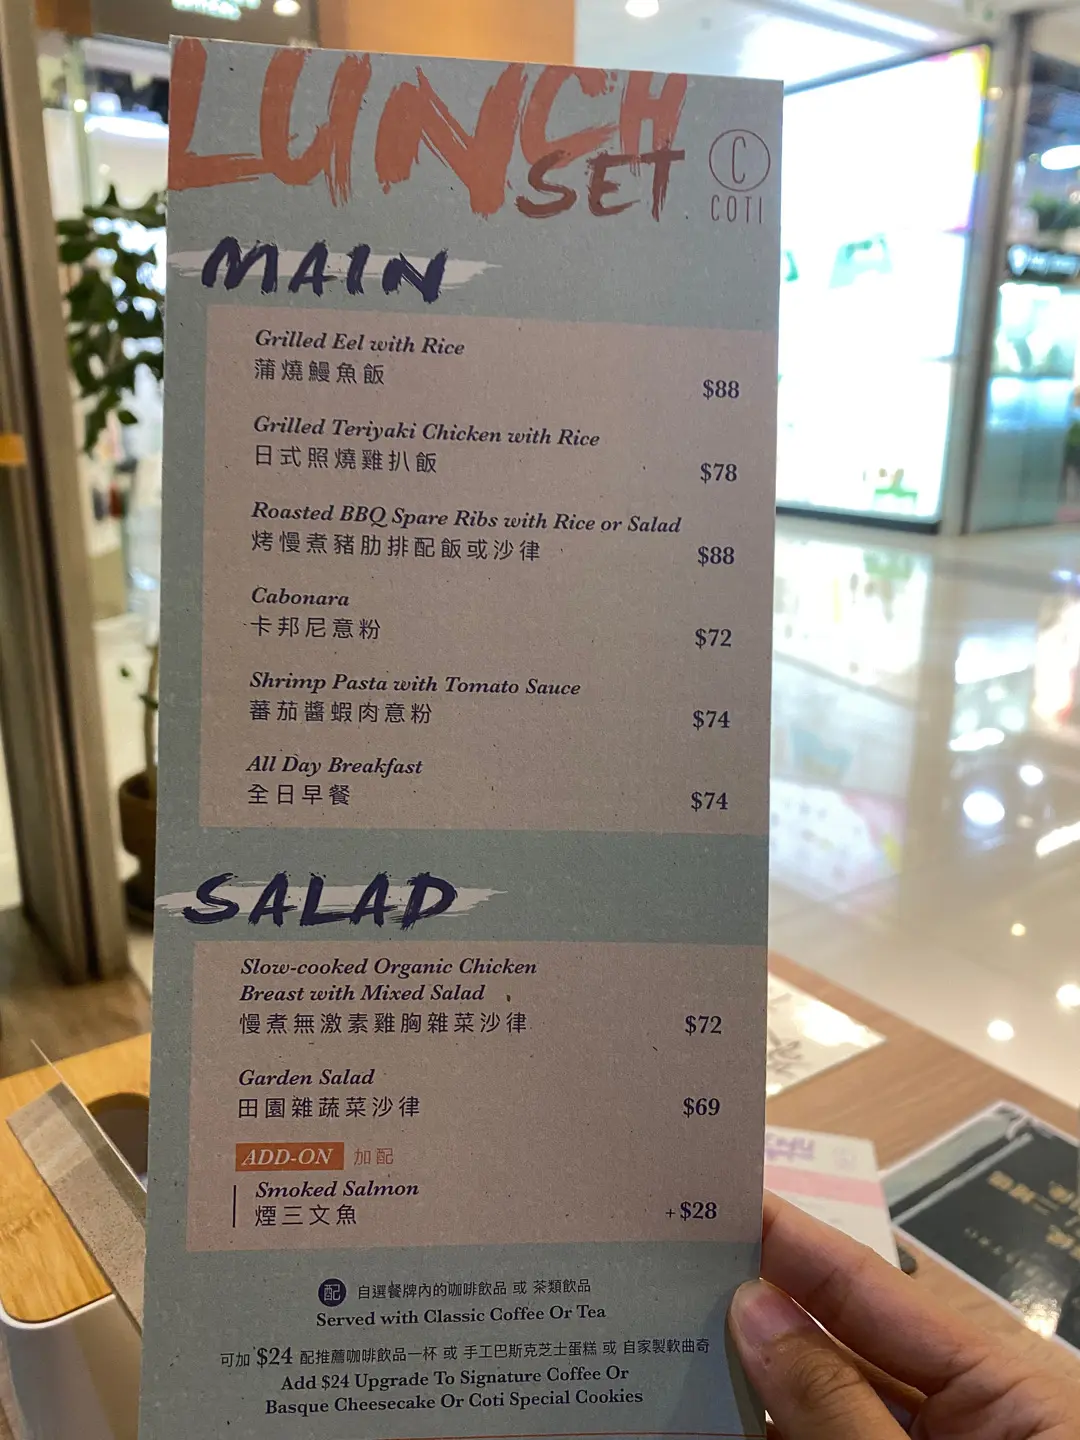 LUNCH
SET
C
COTI
MAIN
Grilled Eel with Rice
蒲燒鰻魚飯
$88
Grilled Teriyaki Chicken with Rice
日式照燒雞扒飯
$78
Roasted BBQ Spare Ribs with Rice or Salad
烤慢煮豬肋排配飯或沙律
$88
Cabonara
卡邦尼意粉
$72
Shrimp Pasta with Tomato Sauce
蕃茄醬蝦肉意粉
$74
All Day Breakfast
全日早餐
$74
SALAD
Slow-cooked Organic Chicken
Breast with Mixed Salad
慢煮無激素雞胸雜菜沙律
$72
Garden Salad
田園雜蔬菜沙律
$69
ADD-ON 加配
Smoked Salmon
煙三文魚
+$28
配 自選餐牌內的咖啡飲品 或 茶類飲品
Served with Classic Coffee Or Tea
可加 $24 配推薦咖啡飲品一杯 或 手工巴斯克芝士蛋糕 或 自家製軟曲奇
Add $24 Upgrade To Signature Coffee Or
Basque Cheesecake Or Coti Special Cookies